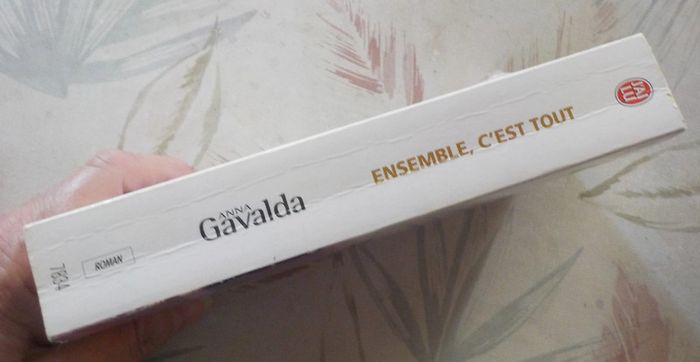 7834
ROMAN
ANNA
Gavalda
ENSEMBLE, C'EST TOUT
J'AI
LU